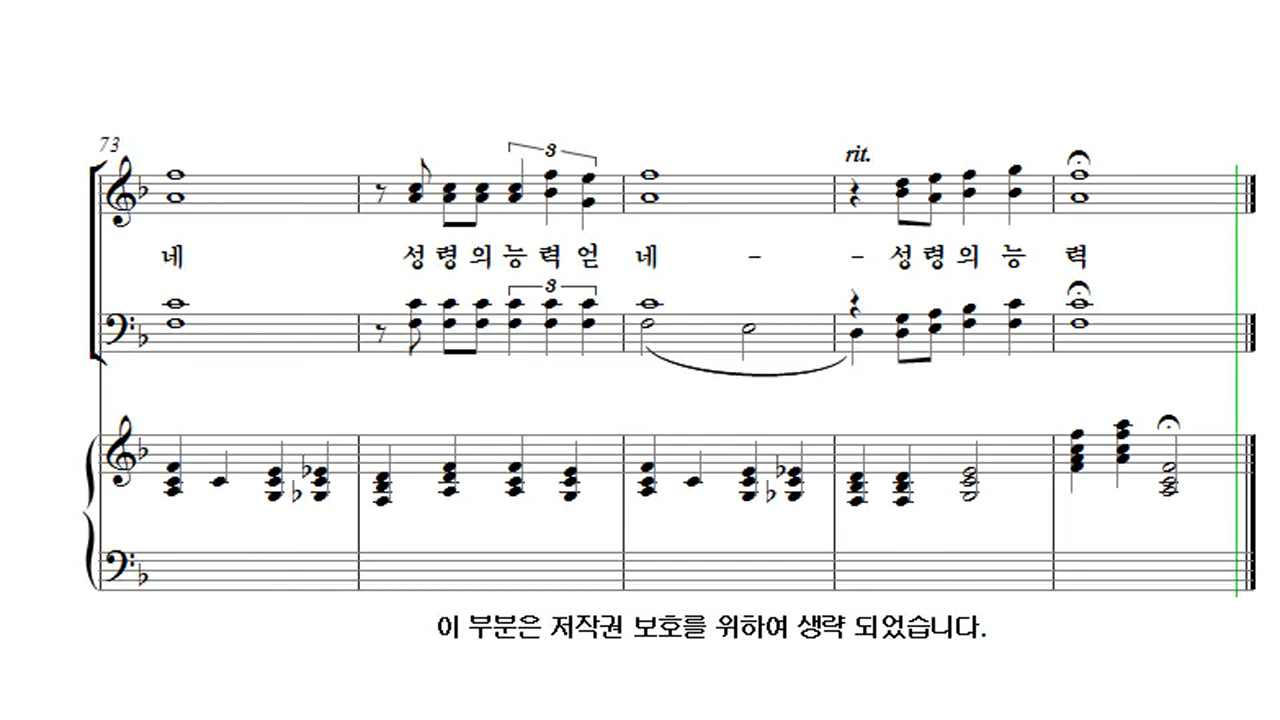 73
3
rit.
네 성 령 의 능 력 얻 네 - - 성 령 의 능 력
3
이 부분은 저작권 보호를 위하여 생략 되었습니다.